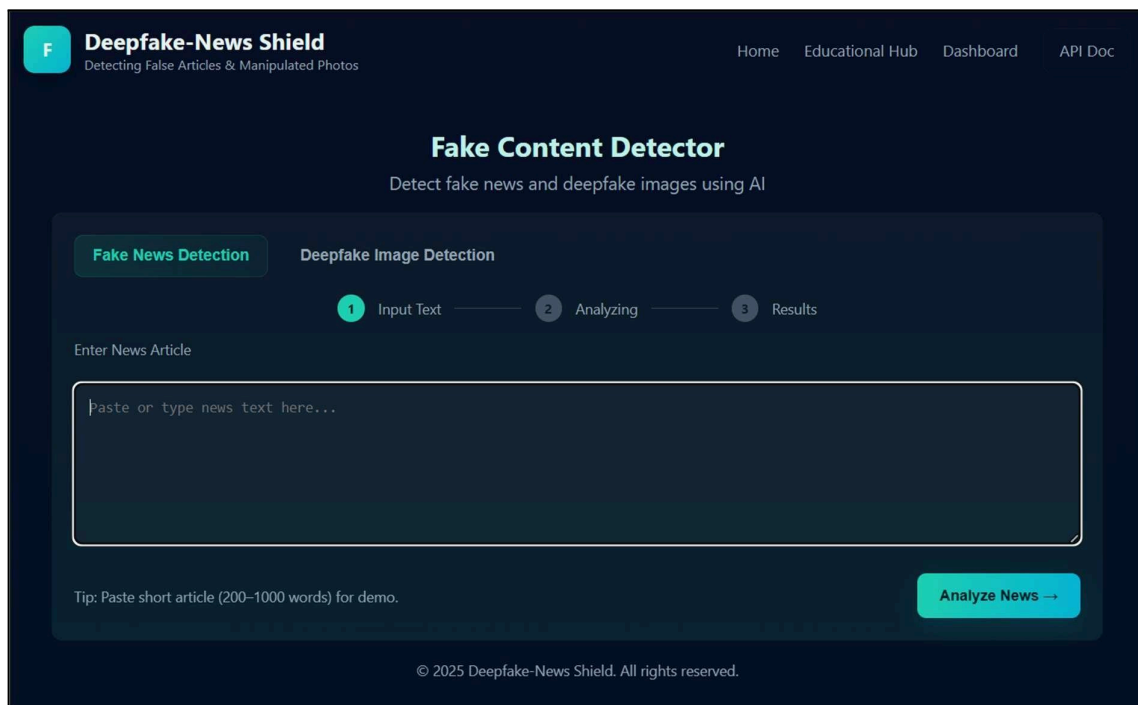 F
Deepfake-News Shield
Detecting False Articles & Manipulated Photos
Home Educational Hub Dashboard API Doc
Fake Content Detector
Detect fake news and deepfake images using AI
Fake News Detection Deepfake Image Detection
1 Input Text 2 Analyzing 3 Results
Enter News Article
Paste or type news text here...
Tip: Paste short article (200–1000 words) for demo.
Analyze News →
© 2025 Deepfake-News Shield. All rights reserved.